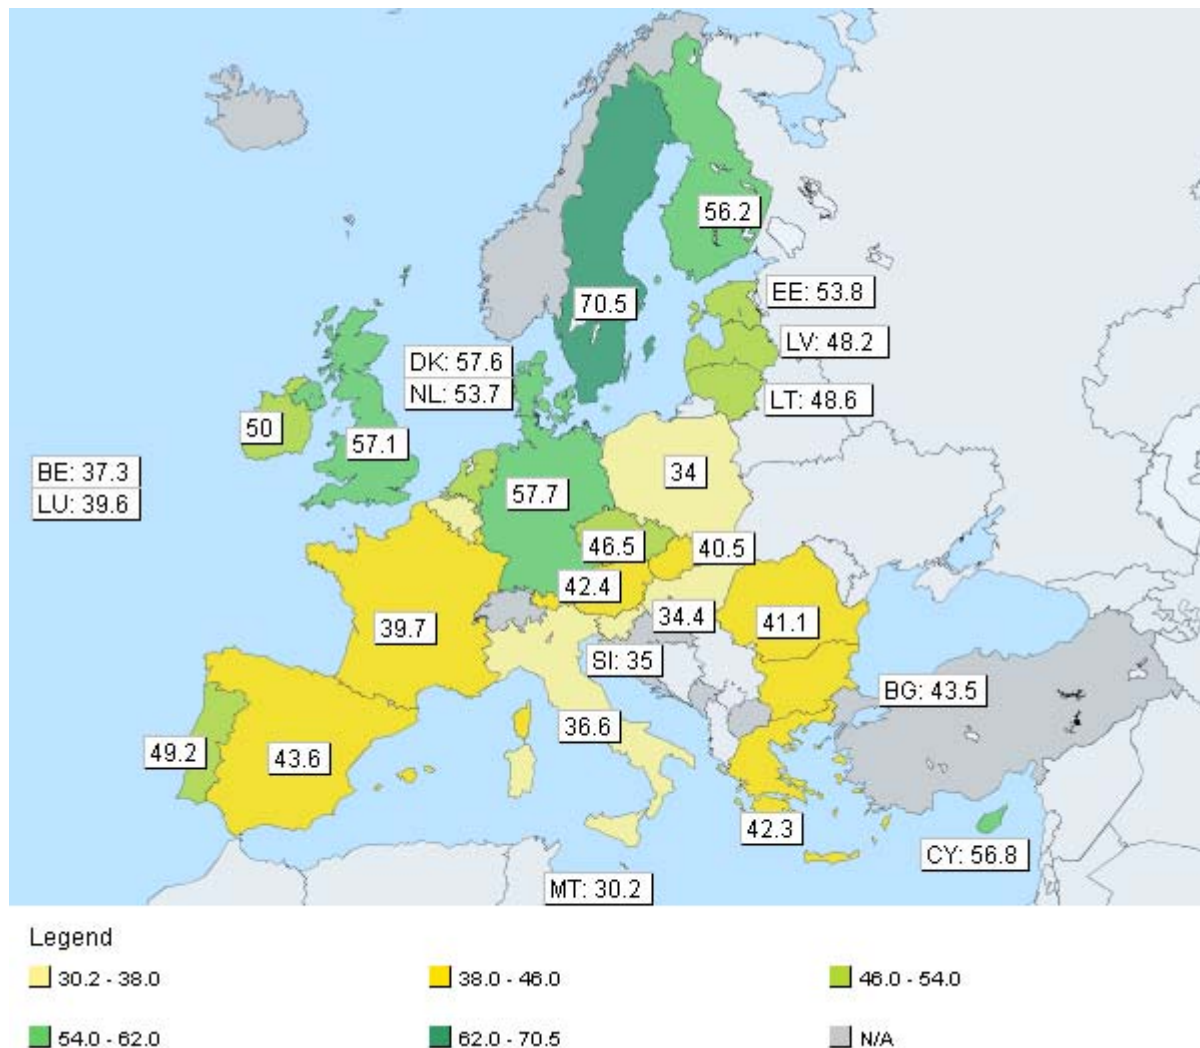 56.2
EE: 53.8
70.5
LV: 48.2
DK: 57.6
NL: 53.7
LT: 48.6
50
57.1
BE: 37.3
LU: 39.6
34
57.7
46.5
40.5
42.4
39.7
34.4
41.1
SI: 35
BG: 43.5
36.6
49.2
43.6
42.3
CY: 56.8
MT: 30.2
Legend
30.2 - 38.0
38.0 - 46.0
46.0 - 54.0
54.0 - 62.0
62.0 - 70.5
N/A